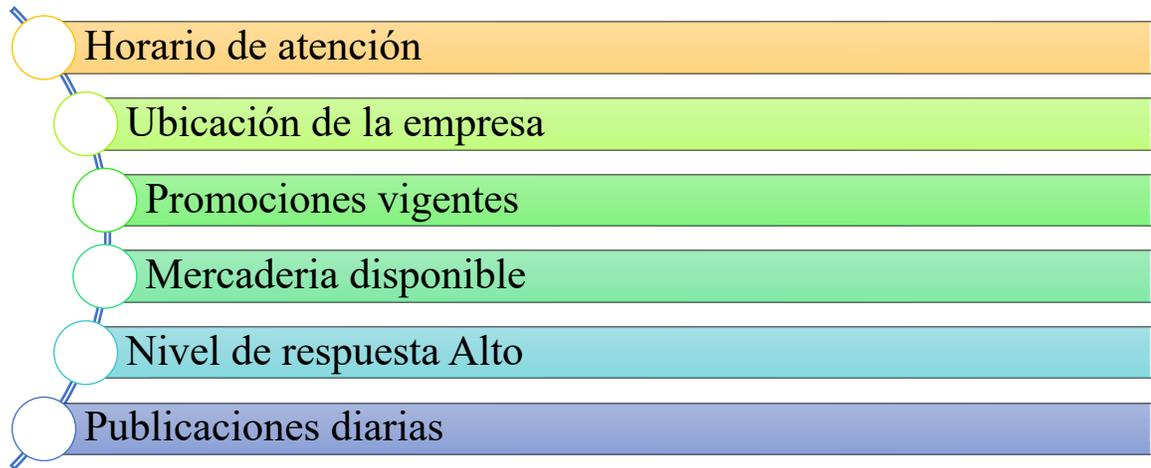 Horario de atención
Ubicación de la empresa
Promociones vigentes
Mercaderia disponible
Nivel de respuesta Alto
Publicaciones diarias